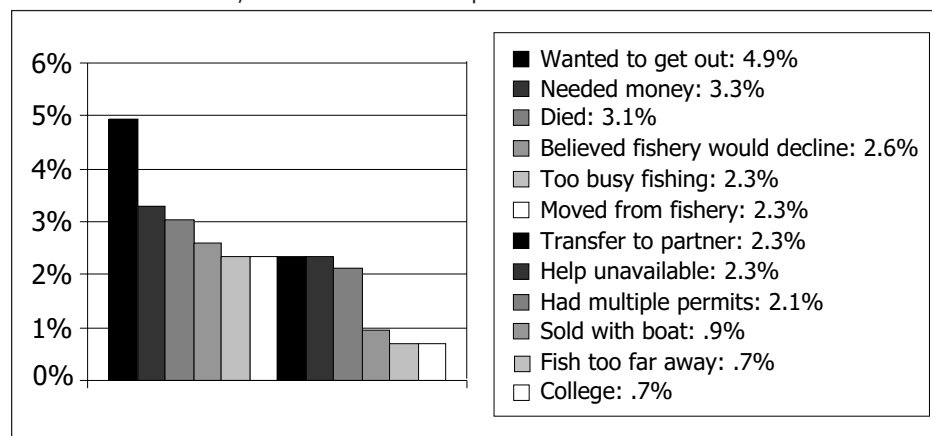 6%
5%
4%
3%
2%
1%
0%
Wanted to get out: 4.9%
Needed money: 3.3%
Died: 3.1%
Believed fishery would decline: 2.6%
Too busy fishing: 2.3%
Moved from fishery: 2.3%
Transfer to partner: 2.3%
Help unavailable: 2.3%
Had multiple permits: 2.1%
Sold with boat: .9%
Fish too far away: .7%
College: .7%